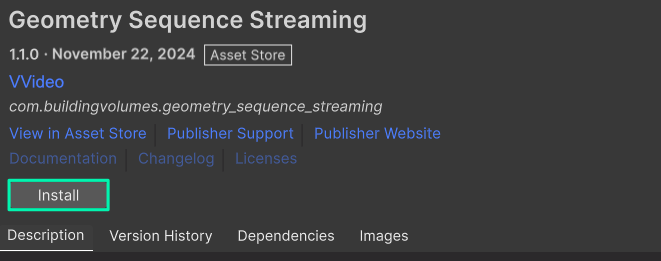 Geometry Sequence Streaming
1.1.0 · November 22, 2024 Asset Store
VVideo
com.buildingvolumes.geometry_sequence_streaming
View in Asset Store Publisher Support Publisher Website
Documentation Changelog Licenses
Install
Description Version History Dependencies Images